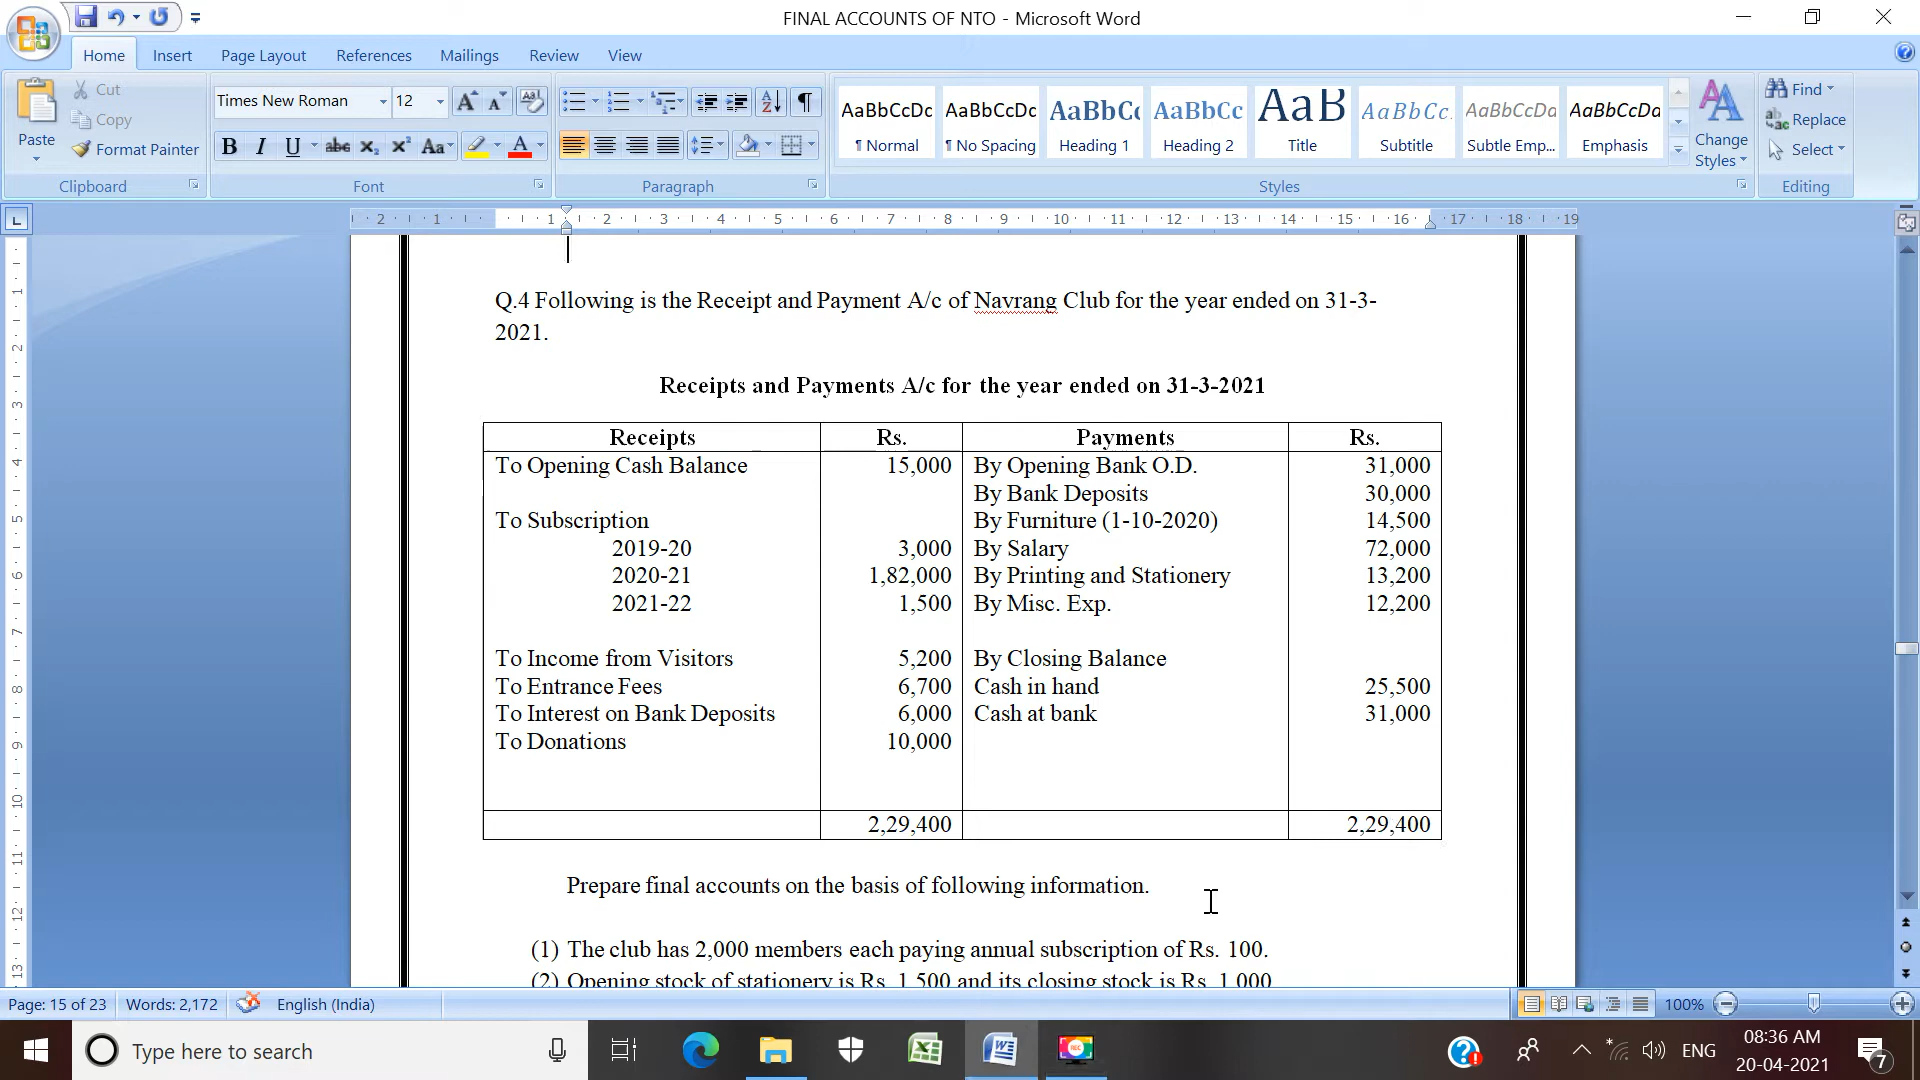 FINAL ACCOUNTS OF NTO - Microsoft Word
Home Insert Page Layout References Mailings Review View
Paste
Cut
Copy
Format Painter
Clipboard
Times New Roman 12
Font
Paragraph
AaBbCcDc AaBbCcDc AaBbCc AaBbCc AaB AaBbCc. AaBbCcDa AaBbCcDa
¶ Normal ¶ No Spacing Heading 1 Heading 2 Title Subtitle Subtle Emp... Emphasis
Change Styles
Styles
Find
Replace
Select
Editing
Q.4 Following is the Receipt and Payment A/c of Navrang Club for the year ended on 31-3-
2021.
Receipts and Payments A/c for the year ended on 31-3-2021
Receipts Rs. Payments Rs.
To Opening Cash Balance 15,000 By Opening Bank O.D. 31,000
By Bank Deposits 30,000
To Subscription By Furniture (1-10-2020) 14,500
2019-20 3,000 By Salary 72,000
2020-21 1,82,000 By Printing and Stationery 13,200
2021-22 1,500 By Misc. Exp. 12,200
To Income from Visitors 5,200 By Closing Balance
To Entrance Fees 6,700 Cash in hand 25,500
To Interest on Bank Deposits 6,000 Cash at bank 31,000
To Donations 10,000
2,29,400 2,29,400
Prepare final accounts on the basis of following information.
(1) The club has 2,000 members each paying annual subscription of Rs. 100.
(2) Opening stock of stationery is Rs. 1,500 and its closing stock is Rs. 1,000
Page: 15 of 23 Words: 2,172 English (India) 100%
Type here to search
ENG
08:36 AM
20-04-2021
7